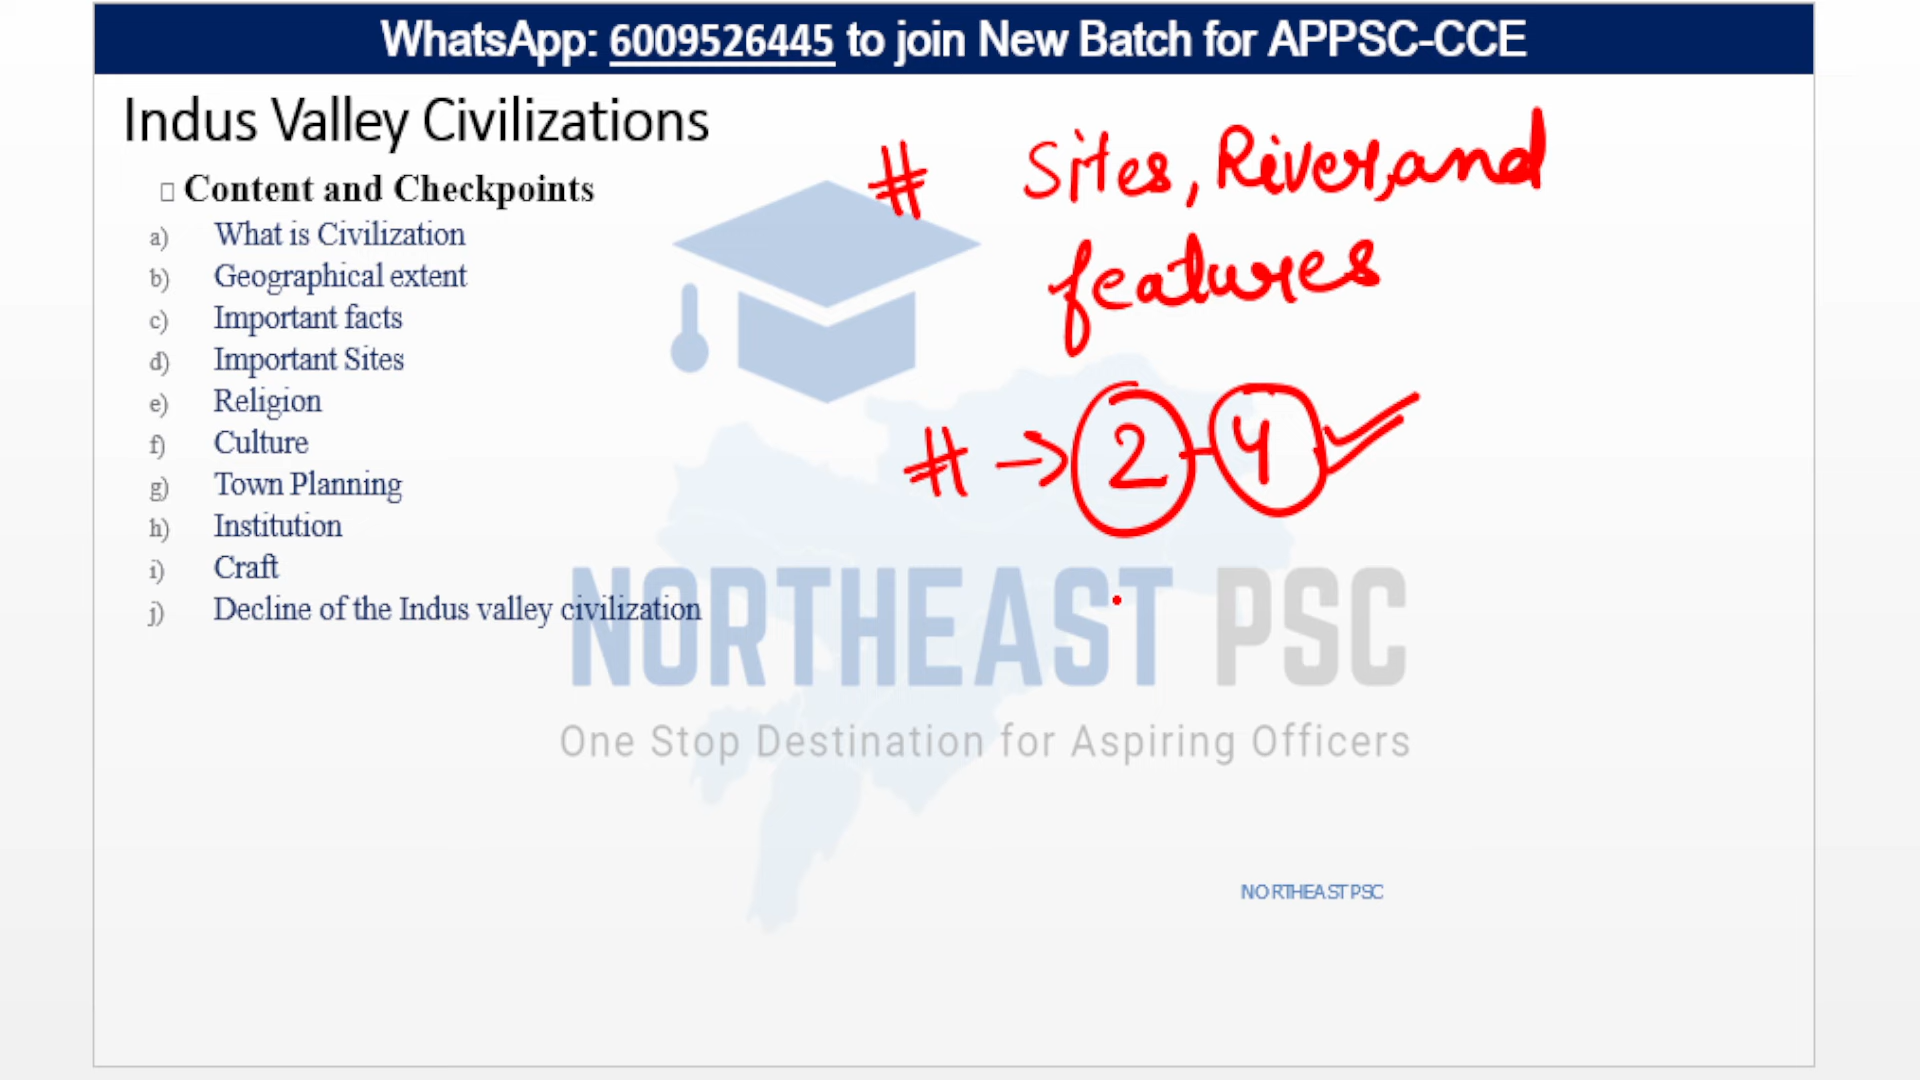 WhatsApp: 6009526445 to join New Batch for APPSC-CCE
Indus Valley Civilizations
Content and Checkpoints
a) What is Civilization
b) Geographical extent
c) Important facts
d) Important Sites
e) Religion
f) Culture
g) Town Planning
h) Institution
i) Craft
j) Decline of the Indus valley civilization
# Sites, River, and
features
# → 2-4
NORTHEAST PSC
One Stop Destination for Aspiring Officers
NORTHEAST PSC